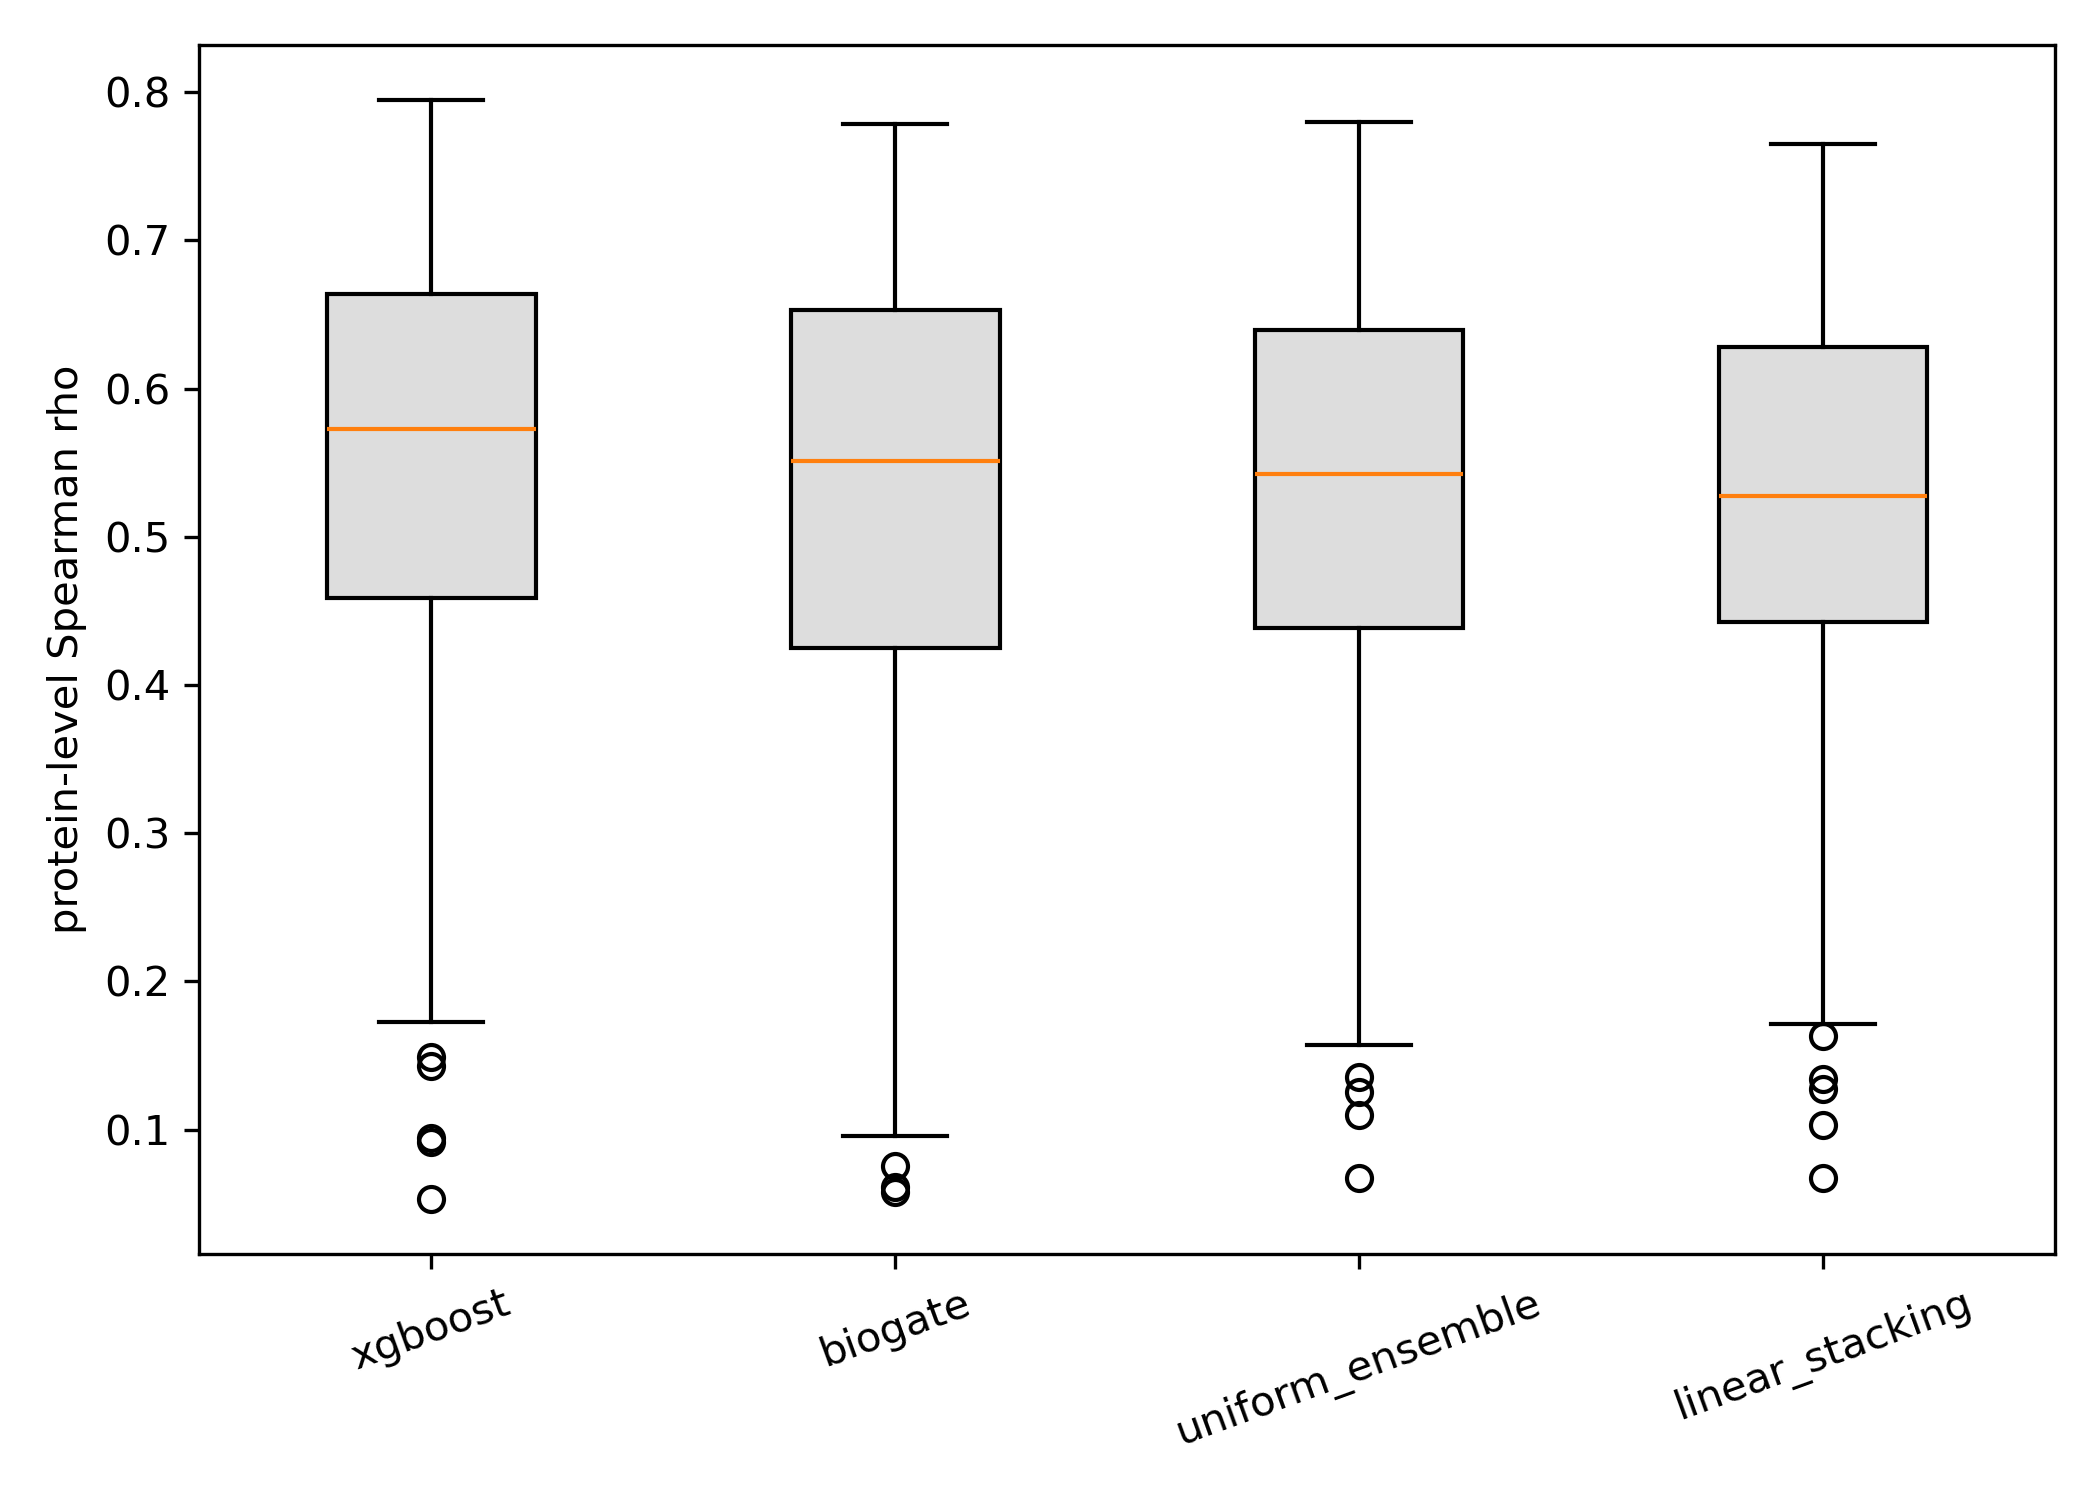 protein-level Spearman rho
0.8
0.7
0.6
0.5
0.4
0.3
0.2
0.1
xgboost
biogate
uniform_ensemble
linear_stacking